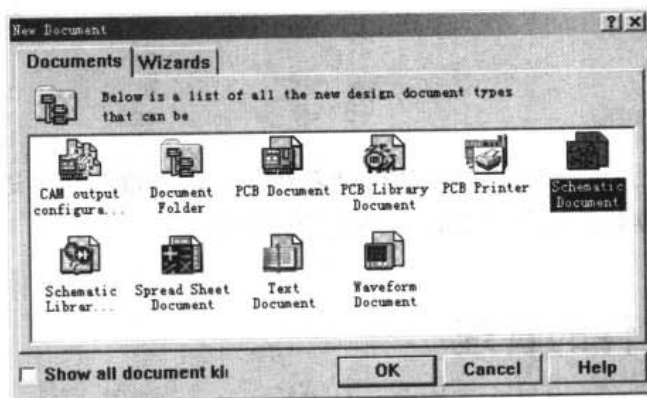 New Document
Documents Wizards
Below is a list of all the new design document types
that can be
CAM output
configura...
Document
Folder
PCB Document
PCB Library
Document
PCB Printer
Schematic
Document
Schematic
Librar...
Spread Sheet
Document
Text
Document
Waveform
Document
Show all document ki
OK Cancel Help